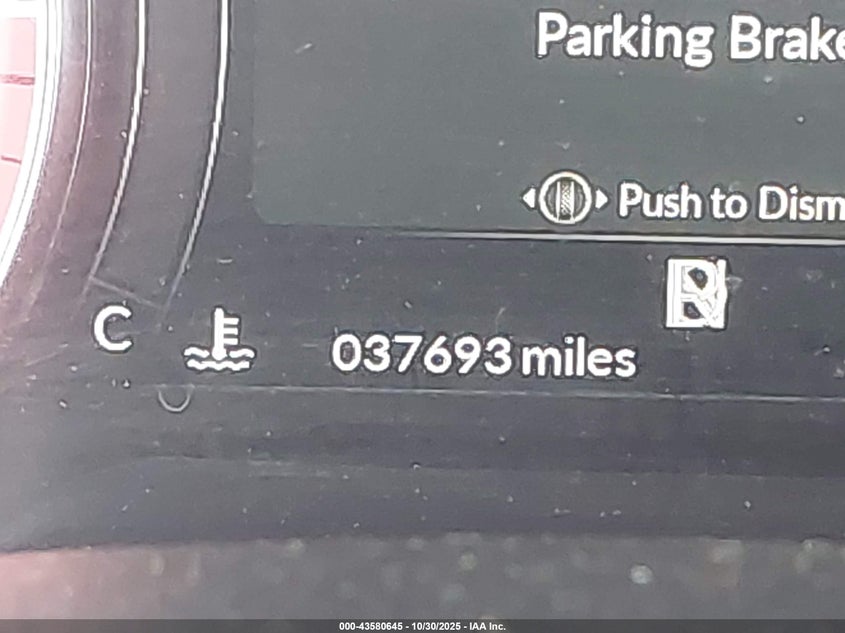 Parking Brake
Push to Dism
C
037693 miles
000-43580645 - 10/30/2025 - IAA Inc.